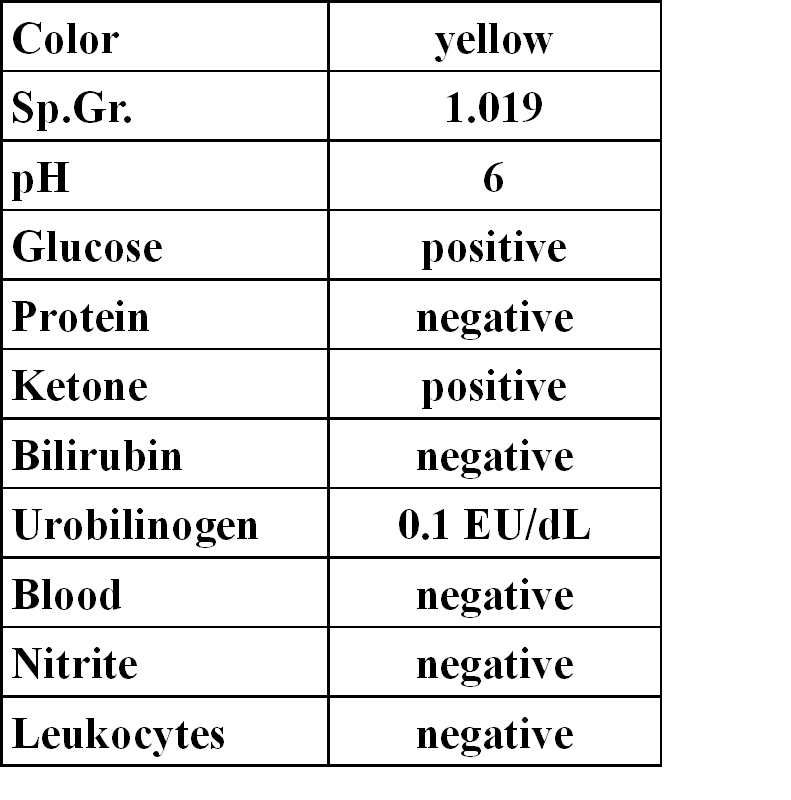 Color yellow
Sp.Gr. 1.019
pH 6
Glucose positive
Protein negative
Ketone positive
Bilirubin negative
Urobilinogen 0.1 EU/dL
Blood negative
Nitrite negative
Leukocytes negative